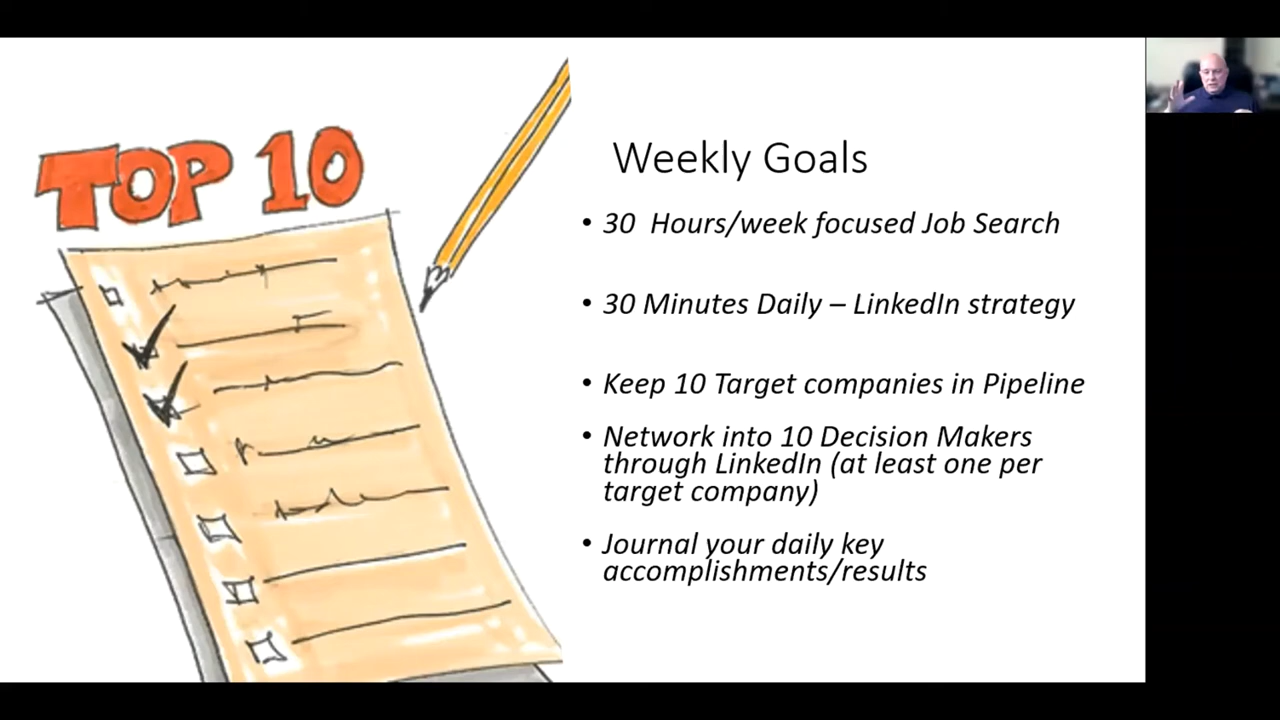 TOP 10
Weekly Goals
• 30 Hours/week focused Job Search
• 30 Minutes Daily – LinkedIn strategy
• Keep 10 Target companies in Pipeline
• Network into 10 Decision Makers
through LinkedIn (at least one per
target company)
• Journal your daily key
accomplishments/results